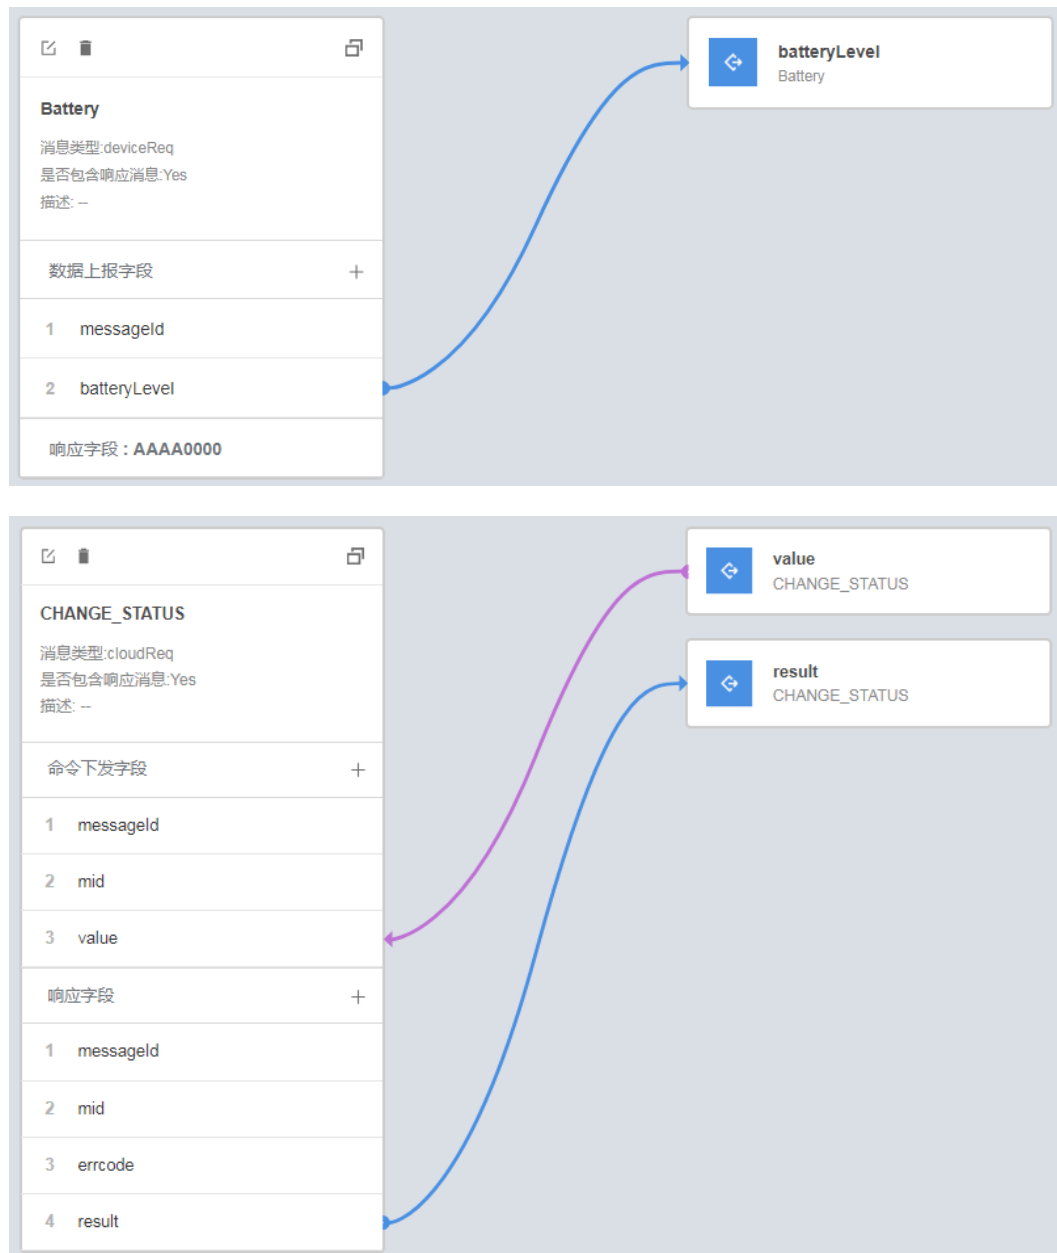 Battery
消息类型:deviceReq
是否包含响应消息:Yes
描述: --
数据上报字段
1 messageId
2 batteryLevel
响应字段 : AAAA0000
batteryLevel
Battery
CHANGE_STATUS
消息类型:cloudReq
是否包含响应消息:Yes
描述: --
命令下发字段
1 messageId
2 mid
3 value
响应字段
1 messageId
2 mid
3 errcode
4 result
value
CHANGE_STATUS
result
CHANGE_STATUS